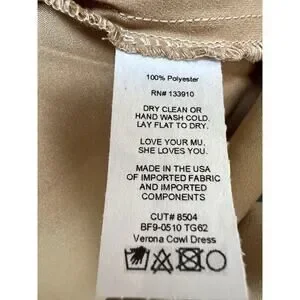 100% Polyester
RN# 133910
DRY CLEAN OR
HAND WASH COLD.
LAY FLAT TO DRY.
LOVE YOUR MU.
SHE LOVES YOU.
MADE IN THE USA
OF IMPORTED FABRIC
AND IMPORTED
COMPONENTS
CUT# 8504
BF9-0510 TG62
Verona Cowl Dress